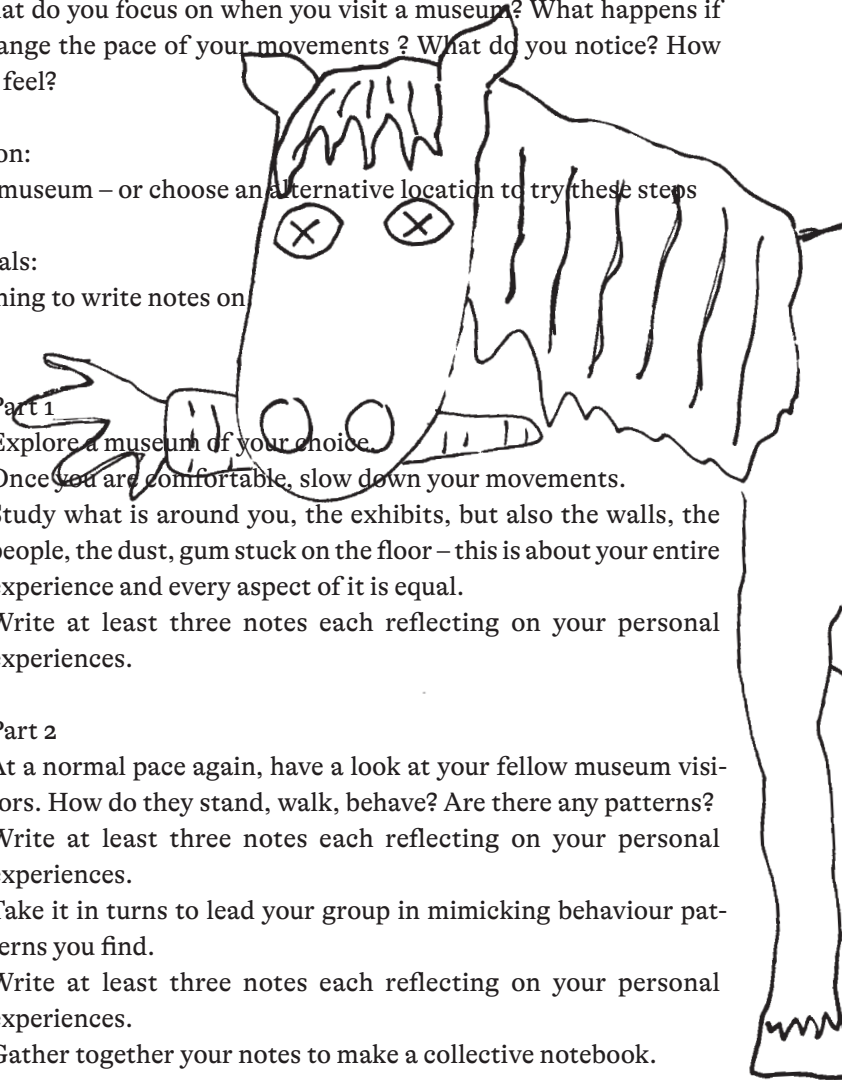 at do you focus on when you visit a museum? What happens if
ange the pace of your movements ? What do you notice? How
feel?
on:
museum – or choose an alternative location to try these steps
als:
hing to write notes on
Part 1
Explore a museum of your choice.
Once you are comfortable, slow down your movements.
Study what is around you, the exhibits, but also the walls, the
people, the dust, gum stuck on the floor – this is about your entire
experience and every aspect of it is equal.
Write at least three notes each reflecting on your personal
experiences.
Part 2
At a normal pace again, have a look at your fellow museum visi-
ors. How do they stand, walk, behave? Are there any patterns?
Write at least three notes each reflecting on your personal
experiences.
Take it in turns to lead your group in mimicking behaviour pat-
erns you find.
Write at least three notes each reflecting on your personal
experiences.
Gather together your notes to make a collective notebook.